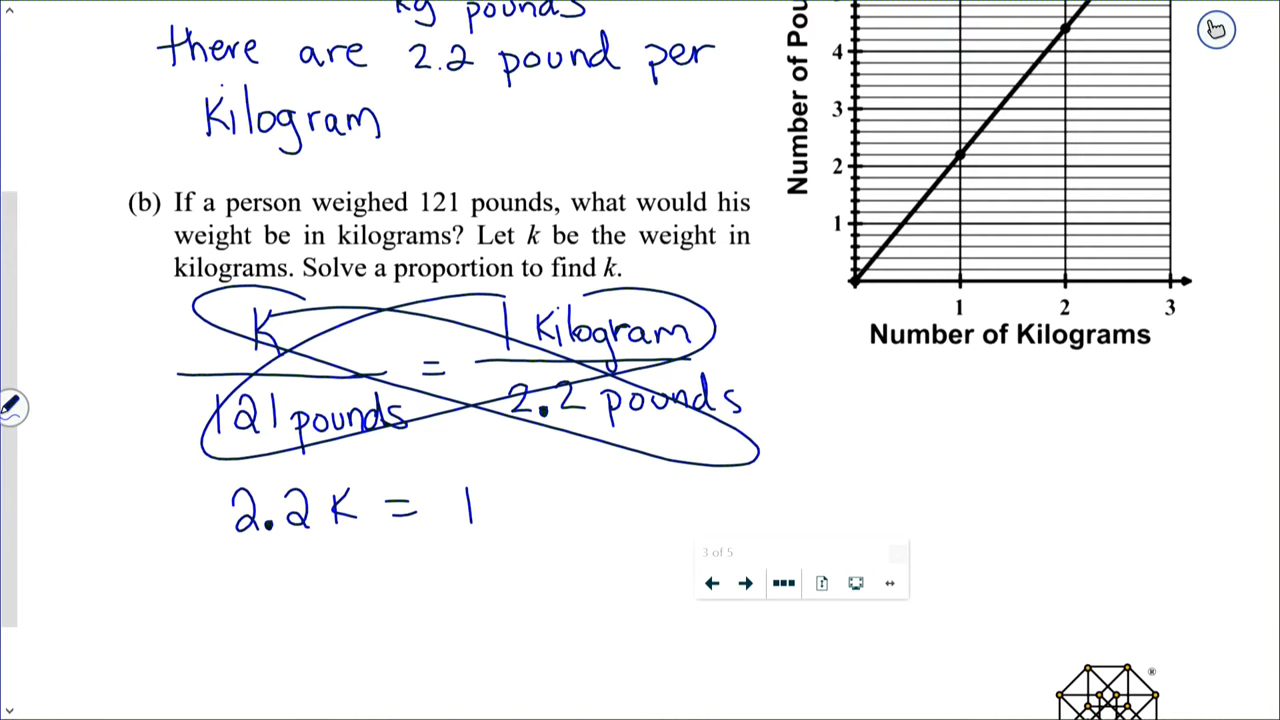 kg pounds
there are 2.2 pound per
Kilogram
(b) If a person weighed 121 pounds, what would his
weight be in kilograms? Let k be the weight in
kilograms. Solve a proportion to find k.
K / 121 pounds = 1 Kilogram / 2.2 pounds
2.2 K = 1
Number of Pou
4
3
2
1
1 2 3
Number of Kilograms
3 of 5
®